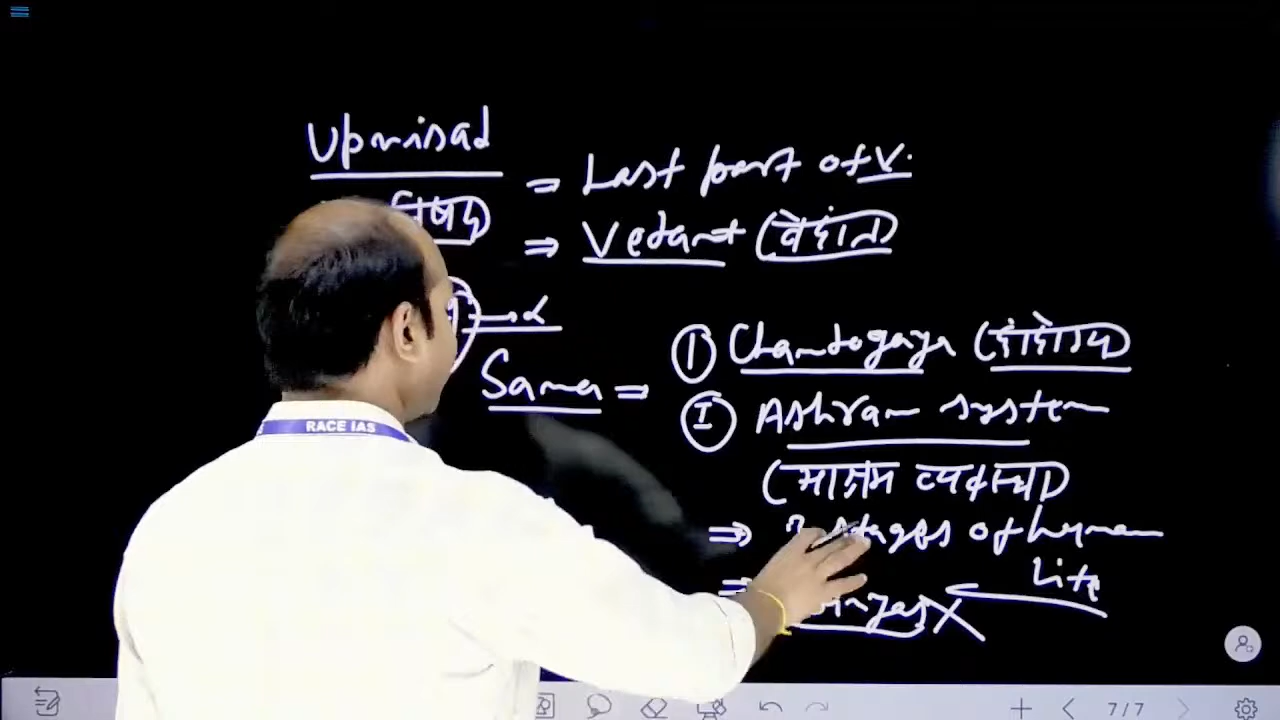 Upnisad
= Last part of V.
⇒ Vedant (वेदान्त)
① Chandogaya (छांदोग्य)
Sama =
Ⓘ Ashram system
(आश्रम व्यवस्था)
⇒ stages of human
Life
RACE IAS
7/7